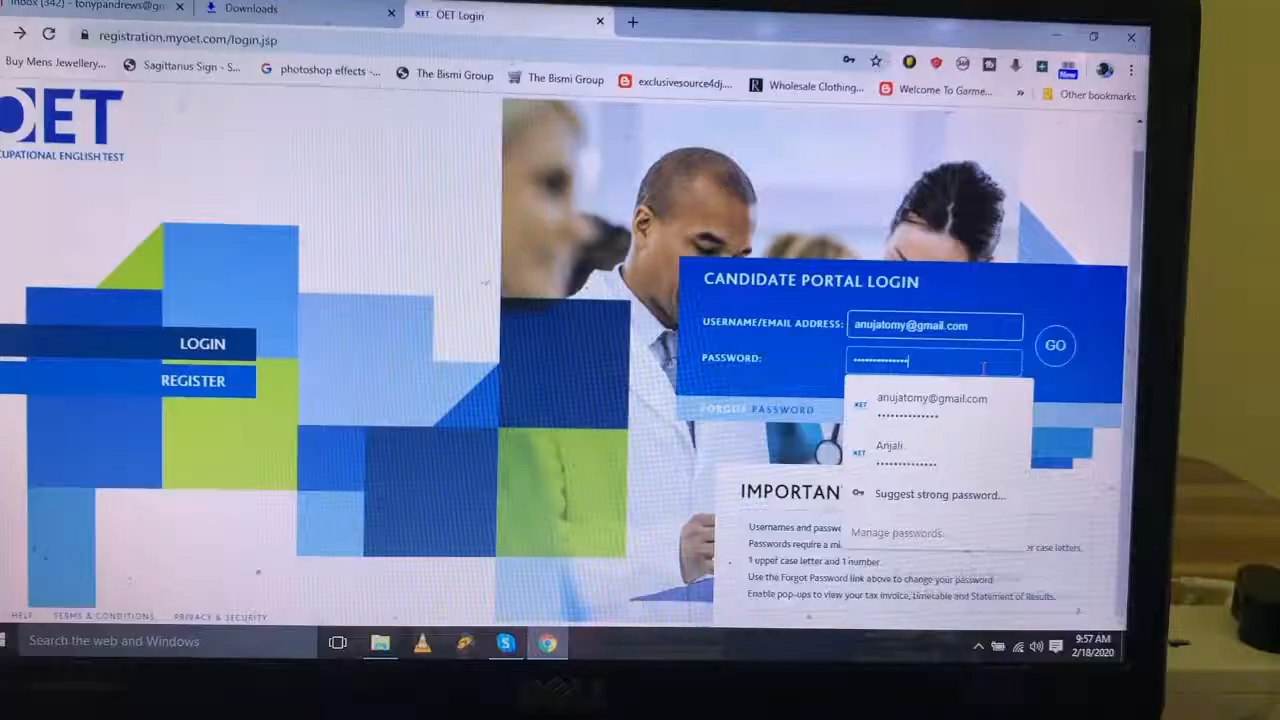 Inbox (342) - tonypandrews@gm
Downloads
OET Login
registration.myoet.com/login.jsp
Buy Mens Jewellery...
Sagittarius Sign - S...
photoshop effects -...
The Bismi Group
The Bismi Group
exclusivesource4dj....
Wholesale Clothing...
Welcome To Garme...
»
Other bookmarks
New
OET
CUPATIONAL ENGLISH TEST
CANDIDATE PORTAL LOGIN
USERNAME/EMAIL ADDRESS:
anujatomy@gmail.com
GO
PASSWORD:
LOGIN
REGISTER
FORGOT PASSWORD
anujatomy@gmail.com
Anjali
Suggest strong password...
Manage passwords.
IMPORTAN
Usernames and passw
Passwords require a mi
er case letters,
1 upper case letter and 1 number.
Use the Forgot Password link above to change your password
Enable pop-ups to view your tax invoice, timetable and Statement of Results.
HELP
TERMS & CONDITIONS
PRIVACY & SECURITY
Search the web and Windows
9:57 AM
2/18/2020